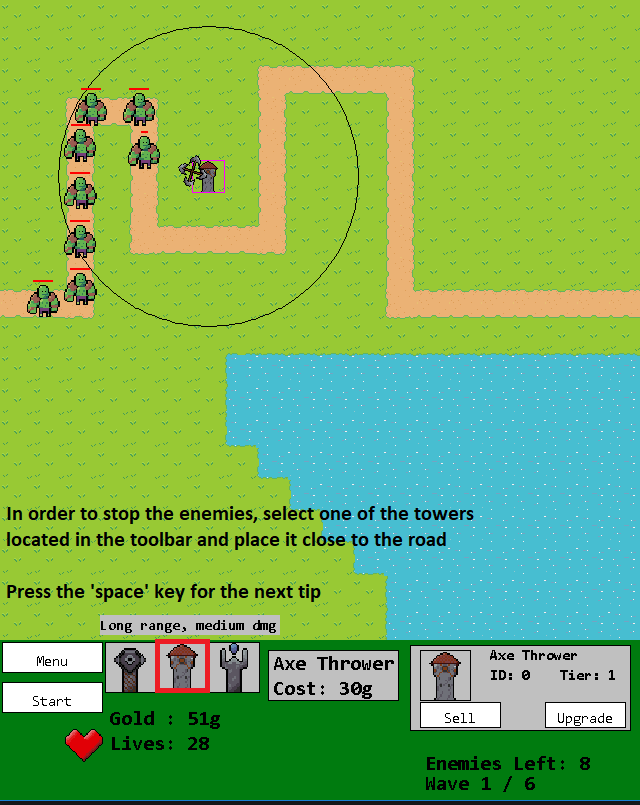 In order to stop the enemies, select one of the towers
located in the toolbar and place it close to the road
Press the 'space' key for the next tip
Long range, medium dmg
Menu
Start
Axe Thrower
Cost: 30g
Gold : 51g
Lives: 28
Axe Thrower
ID: 0 Tier: 1
Sell
Upgrade
Enemies Left: 8
Wave 1 / 6